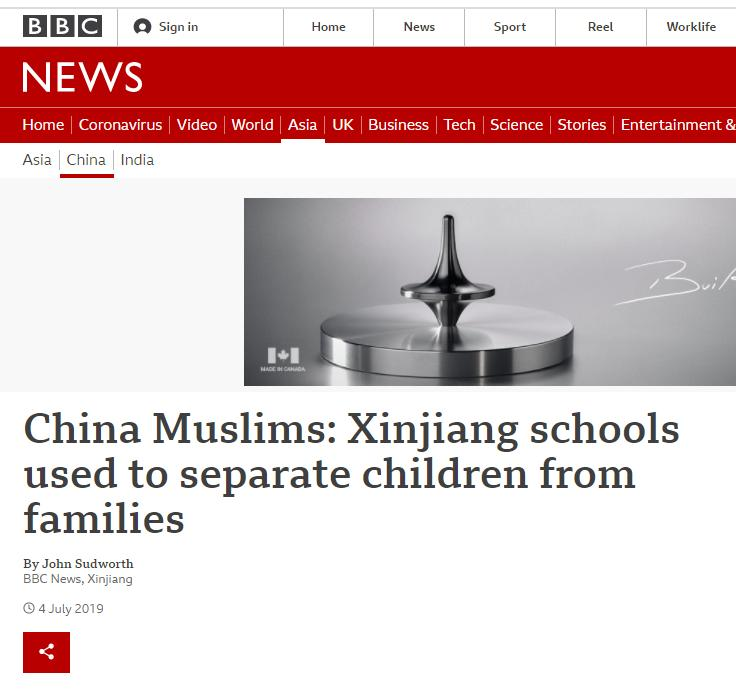 BBC Sign in Home News Sport Reel Worklife
NEWS
Home Coronavirus Video World Asia UK Business Tech Science Stories Entertainment &
Asia China India
MADE IN CANADA
China Muslims: Xinjiang schools
used to separate children from
families
By John Sudworth
BBC News, Xinjiang
4 July 2019